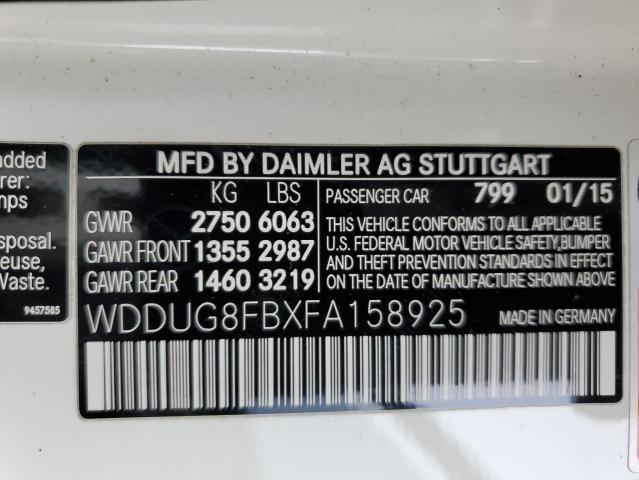 added
rer:
mps
sposal.
euse,
Waste.
9457585
MFD BY DAIMLER AG STUTTGART
KG LBS
GVWR 2750 6063
GAWR FRONT 1355 2987
GAWR REAR 1460 3219
PASSENGER CAR 799 01/15
THIS VEHICLE CONFORMS TO ALL APPLICABLE
U.S. FEDERAL MOTOR VEHICLE SAFETY,BUMPER
AND THEFT PREVENTION STANDARDS IN EFFECT
ON THE DATE OF MANUFACTURE SHOWN ABOVE.
WDDUG8FBXFA158925 MADE IN GERMANY